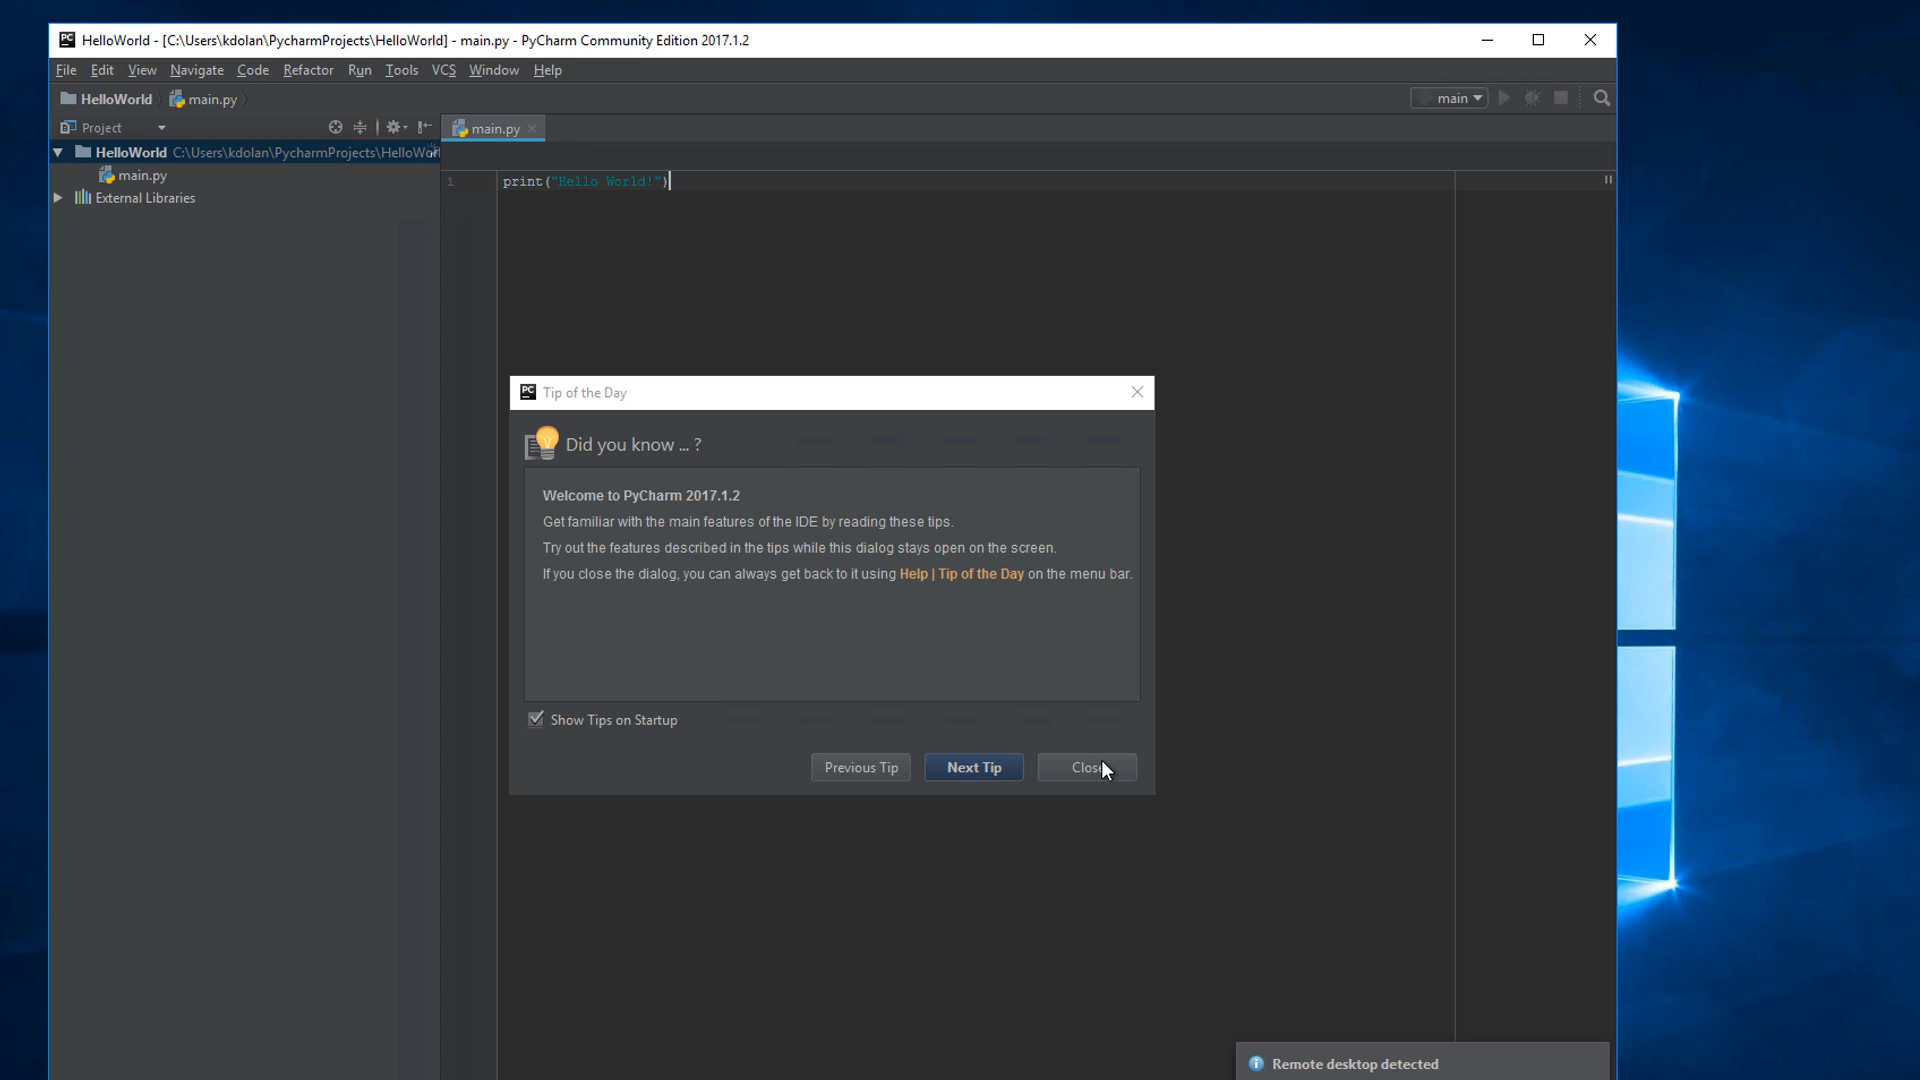 HelloWorld - [C:\Users\kdolan\PycharmProjects\HelloWorld] - main.py - PyCharm Community Edition 2017.1.2
File Edit View Navigate Code Refactor Run Tools VCS Window Help
HelloWorld main.py
main
Project
main.py
HelloWorld C:\Users\kdolan\PycharmProjects\HelloWor
main.py
External Libraries
1 print("Hello World!")
Tip of the Day
Did you know ... ?
Welcome to PyCharm 2017.1.2
Get familiar with the main features of the IDE by reading these tips.
Try out the features described in the tips while this dialog stays open on the screen.
If you close the dialog, you can always get back to it using Help | Tip of the Day on the menu bar.
Show Tips on Startup
Previous Tip Next Tip Close
Remote desktop detected